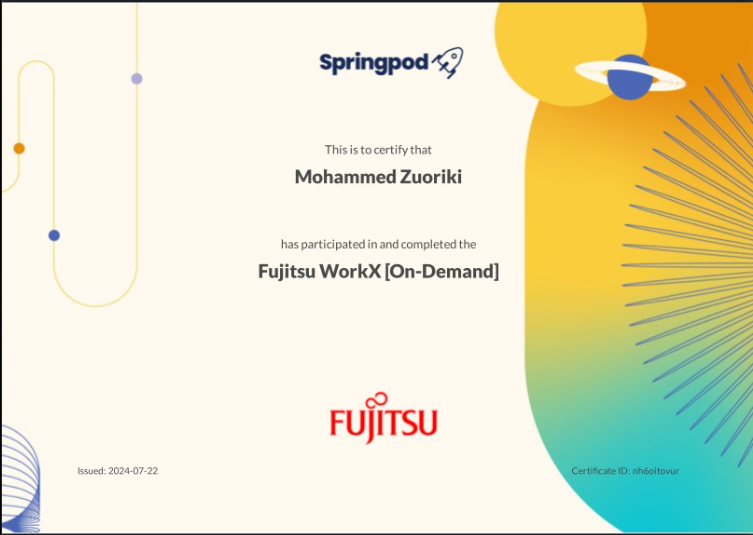 Springpod
This is to certify that
Mohammed Zuoriki
has participated in and completed the
Fujitsu WorkX [On-Demand]
FUJITSU
Issued: 2024-07-22
Certificate ID: nh6oitovur